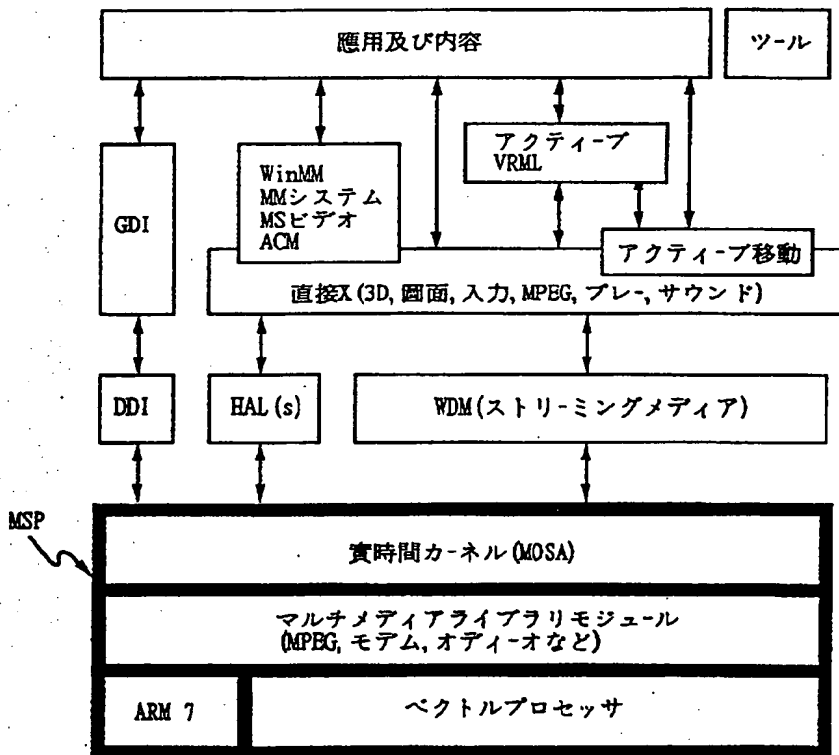 應用及び内容
ツール
アクティブ
VRML
WinMM
MMシステム
MSビデオ
ACM
GDI
アクティーブ移動
直接X(3D, 圖面, 入力, MPEG, プレー, サウンド)
DDI
HAL(s)
WDM(ストリーミングメディア)
MSP
實時間カーネル(MOSA)
マルチメディアライブラリモジュール
(MPEG, モデム, オディーオなど)
ARM 7
ベクトルプロセッサ